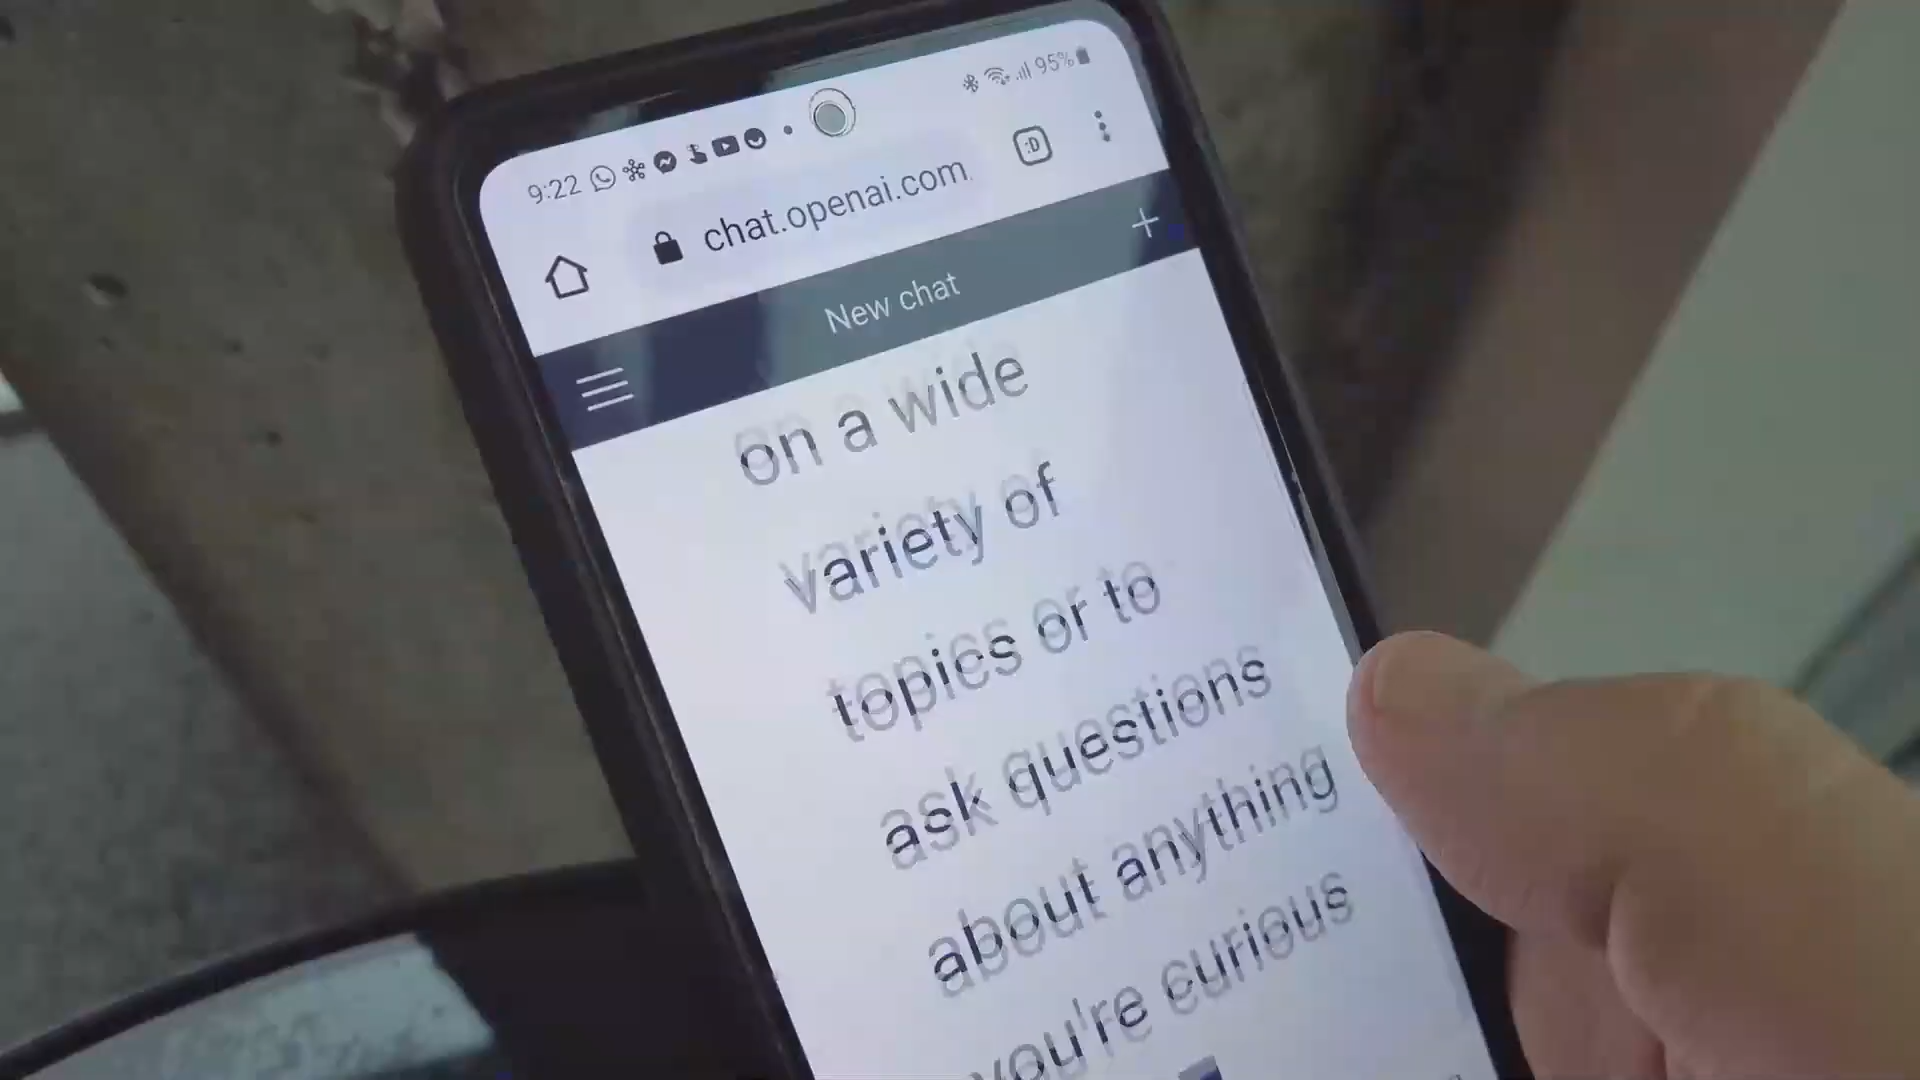 9:22
95%
chat.openai.com
:D
New chat
on a wide
variety of
topics or to
ask questions
about anything
you're curious